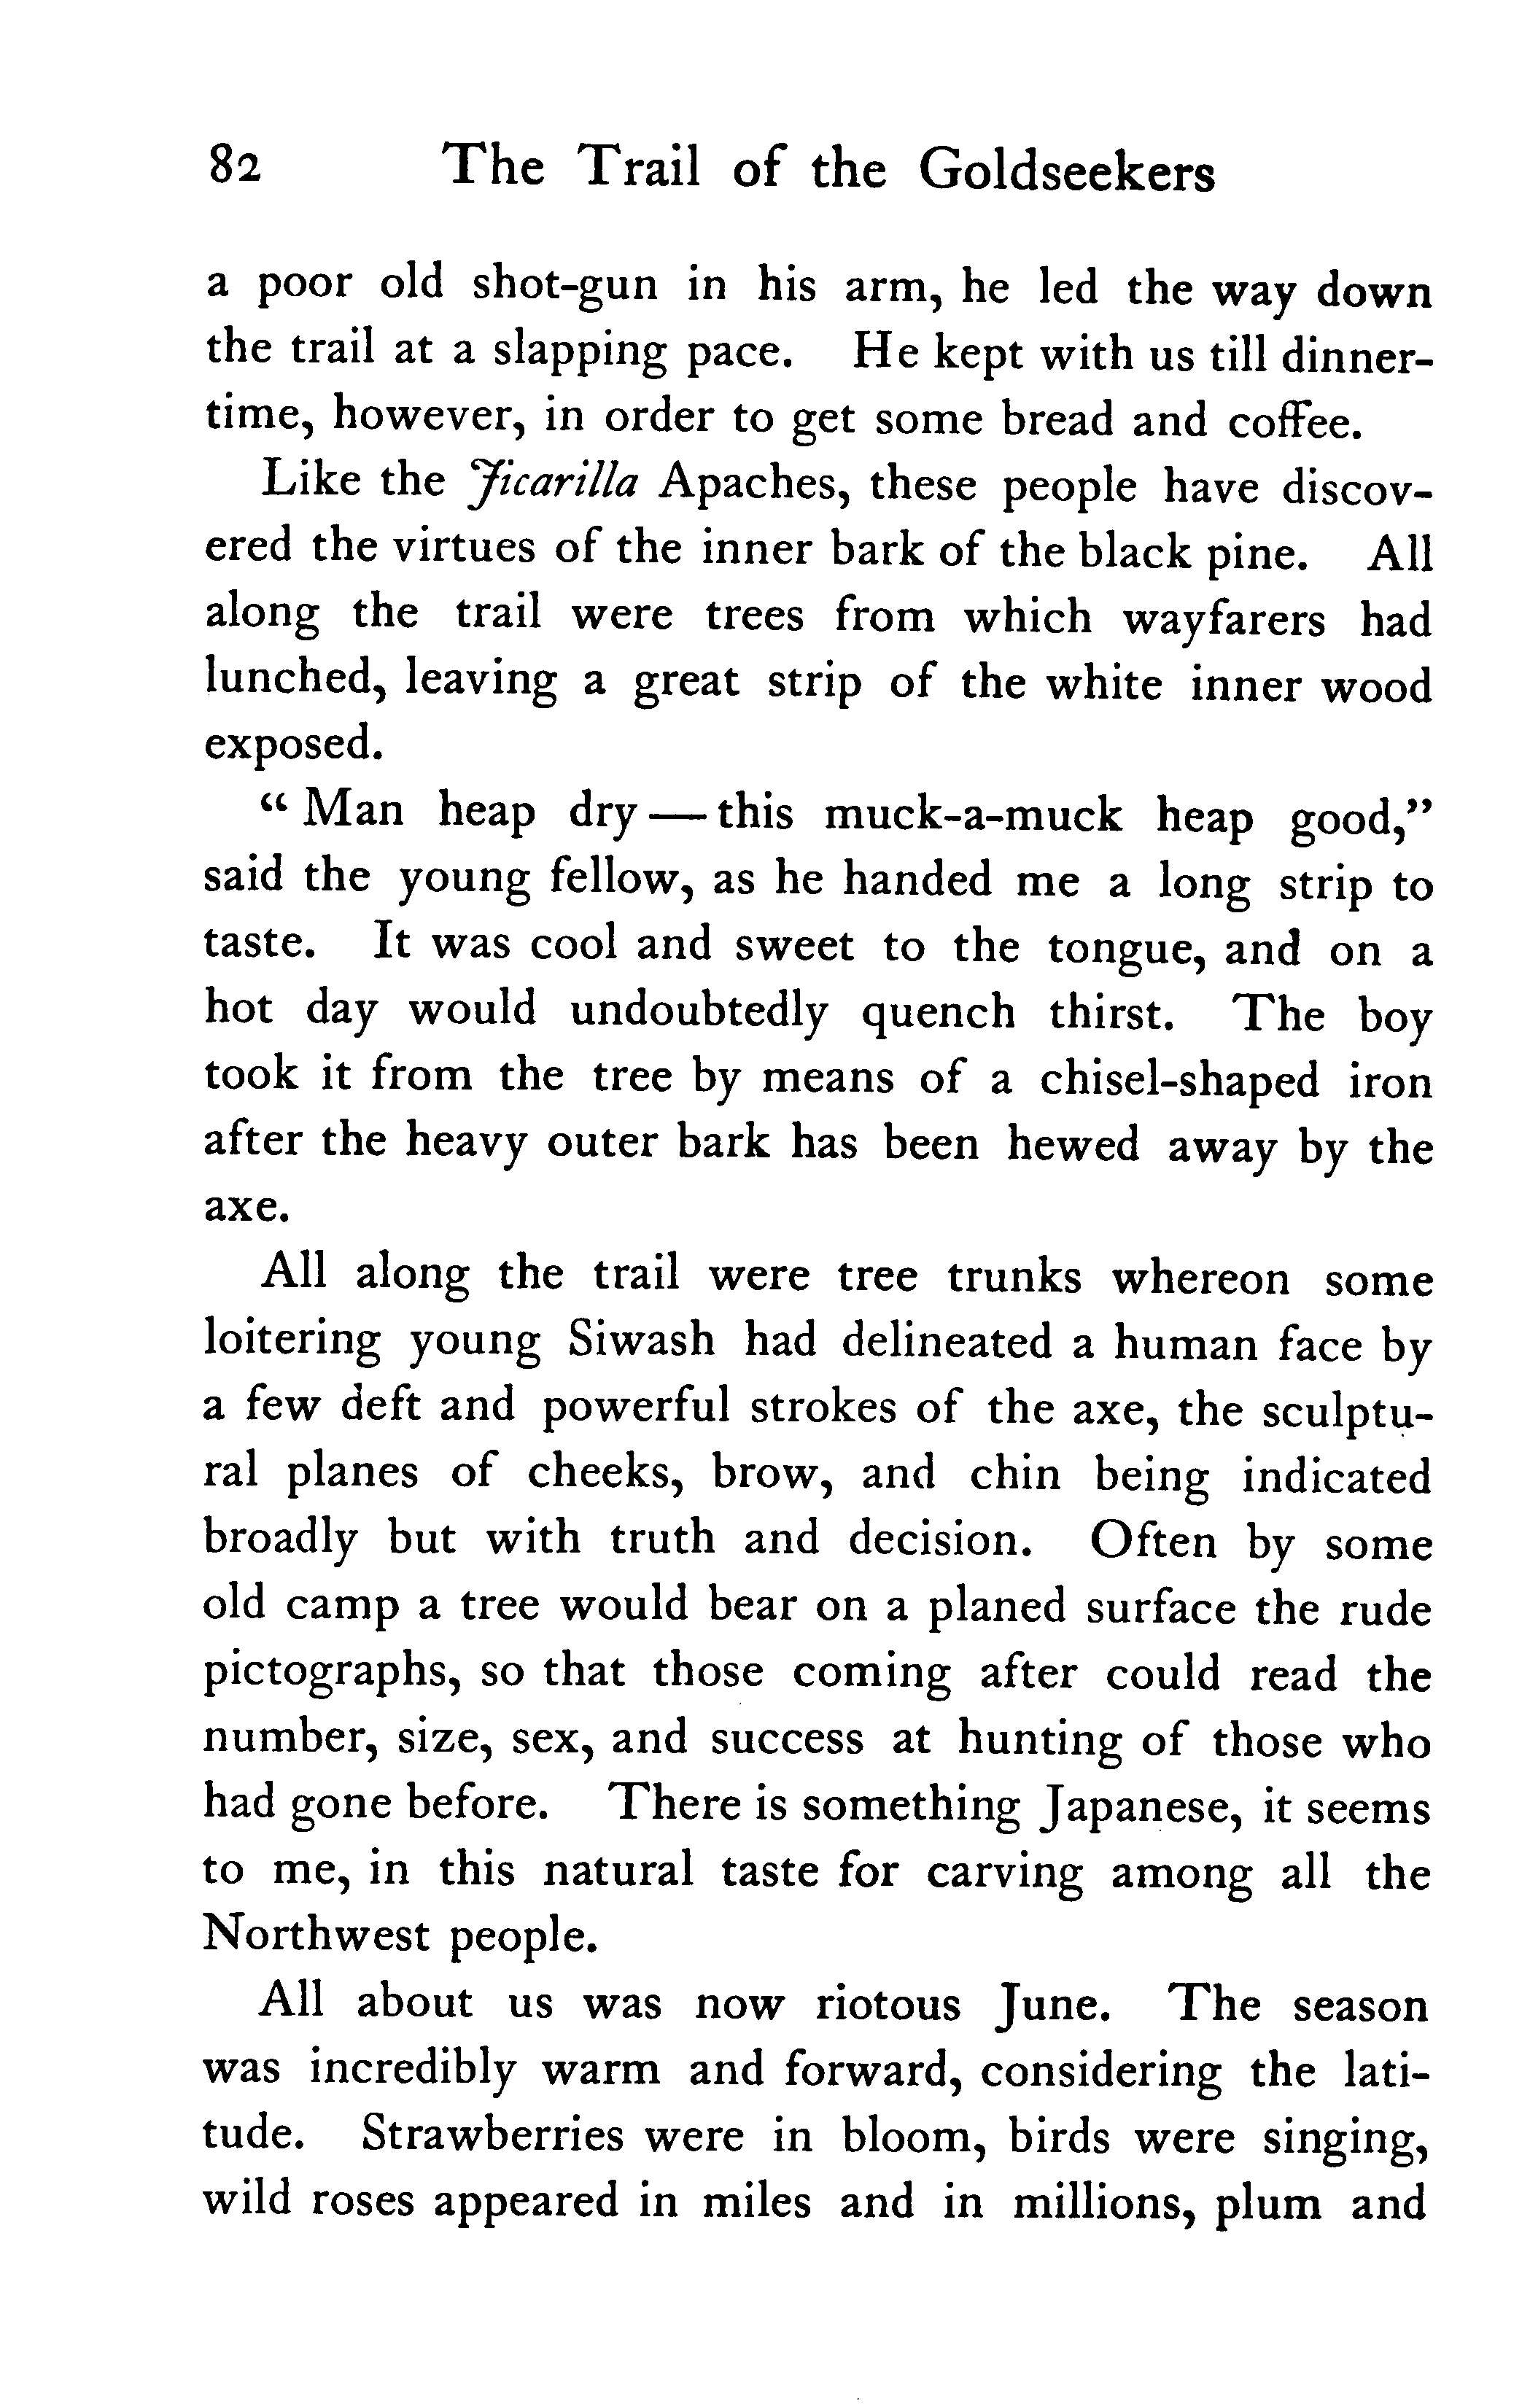 82 The Trail of the Goldseekers
a poor old shot-gun in his arm, he led the way down
the trail at a slapping pace. He kept with us till dinner-
time, however, in order to get some bread and coffee.
Like the Jicarilla Apaches, these people have discov-
ered the virtues of the inner bark of the black pine. All
along the trail were trees from which wayfarers had
lunched, leaving a great strip of the white inner wood
exposed.
“ Man heap dry — this muck-a-muck heap good,”
said the young fellow, as he handed me a long strip to
taste. It was cool and sweet to the tongue, and on a
hot day would undoubtedly quench thirst. The boy
took it from the tree by means of a chisel-shaped iron
after the heavy outer bark has been hewed away by the
axe.
All along the trail were tree trunks whereon some
loitering young Siwash had delineated a human face by
a few deft and powerful strokes of the axe, the sculptu-
ral planes of cheeks, brow, and chin being indicated
broadly but with truth and decision. Often by some
old camp a tree would bear on a planed surface the rude
pictographs, so that those coming after could read the
number, size, sex, and success at hunting of those who
had gone before. There is something Japanese, it seems
to me, in this natural taste for carving among all the
Northwest people.
All about us was now riotous June. The season
was incredibly warm and forward, considering the lati-
tude. Strawberries were in bloom, birds were singing,
wild roses appeared in miles and in millions, plum and